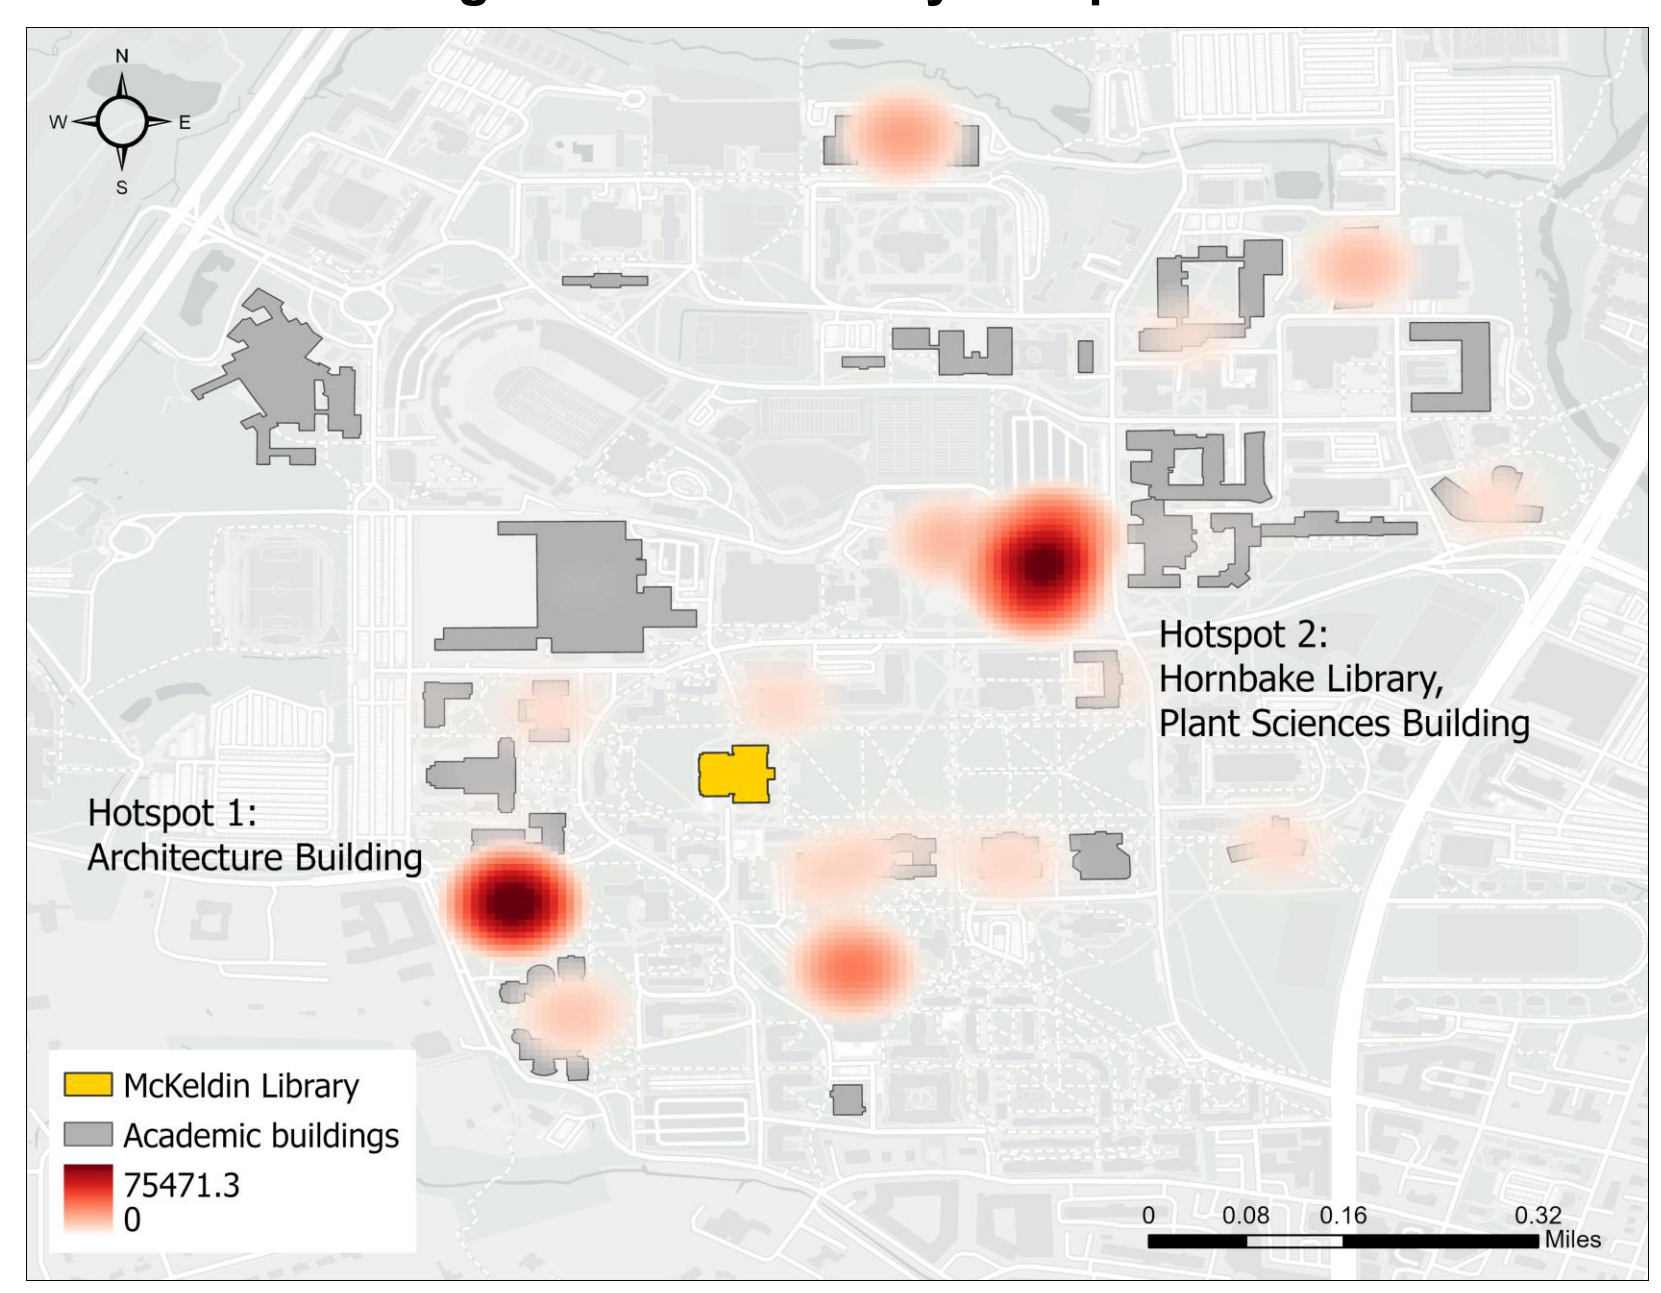 N
W E
S
Hotspot 2:
Hornbake Library,
Plant Sciences Building
Hotspot 1:
Architecture Building
McKeldin Library
Academic buildings
75471.3
0
0 0.08 0.16 0.32
Miles